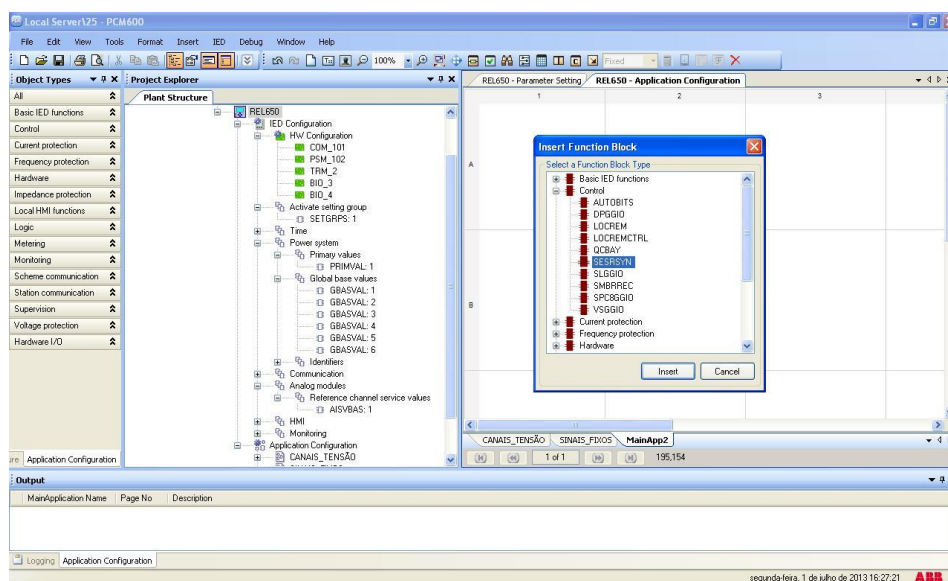 Local Server\25 - PCM600
File Edit View Tools Format Insert IED Debug Window Help
100%
Fixed
Object Types
All
Basic IED functions
Control
Current protection
Frequency protection
Hardware
Impedance protection
Local HMI functions
Logic
Metering
Monitoring
Scheme communication
Station communication
Supervision
Voltage protection
Hardware I/O
Application Configuration
Project Explorer
Plant Structure
REL650
IED Configuration
HW Configuration
COM_101
PSM_102
TRM_2
BIO_3
BIO_4
Activate setting group
SETGRPS: 1
Time
Power system
Primary values
PRIMVAL: 1
Global base values
GBASVAL: 1
GBASVAL: 2
GBASVAL: 3
GBASVAL: 4
GBASVAL: 5
GBASVAL: 6
Identifiers
Communication
Analog modules
Reference channel service values
AISVBAS: 1
HMI
Monitoring
Application Configuration
CANAIS_TENSÃO
REL650 - Parameter Setting
REL650 - Application Configuration
1 2 3
A
B
Insert Function Block
Select a Function Block Type
Basic IED functions
Control
AUTOBITS
DPGGIO
LOCREM
LOCREMCTRL
QCBAY
SESRSYN
SLGGIO
SMBRREC
SPC8GGIO
VSGGIO
Current protection
Frequency protection
Hardware
Insert Cancel
CANAIS_TENSÃO SINAIS_FIXOS MainApp2
1 of 1 195,154
Output
MainApplication Name Page No Description
Logging Application Configuration
segunda-feira, 1 de julho de 2013 16:27:21 ABB